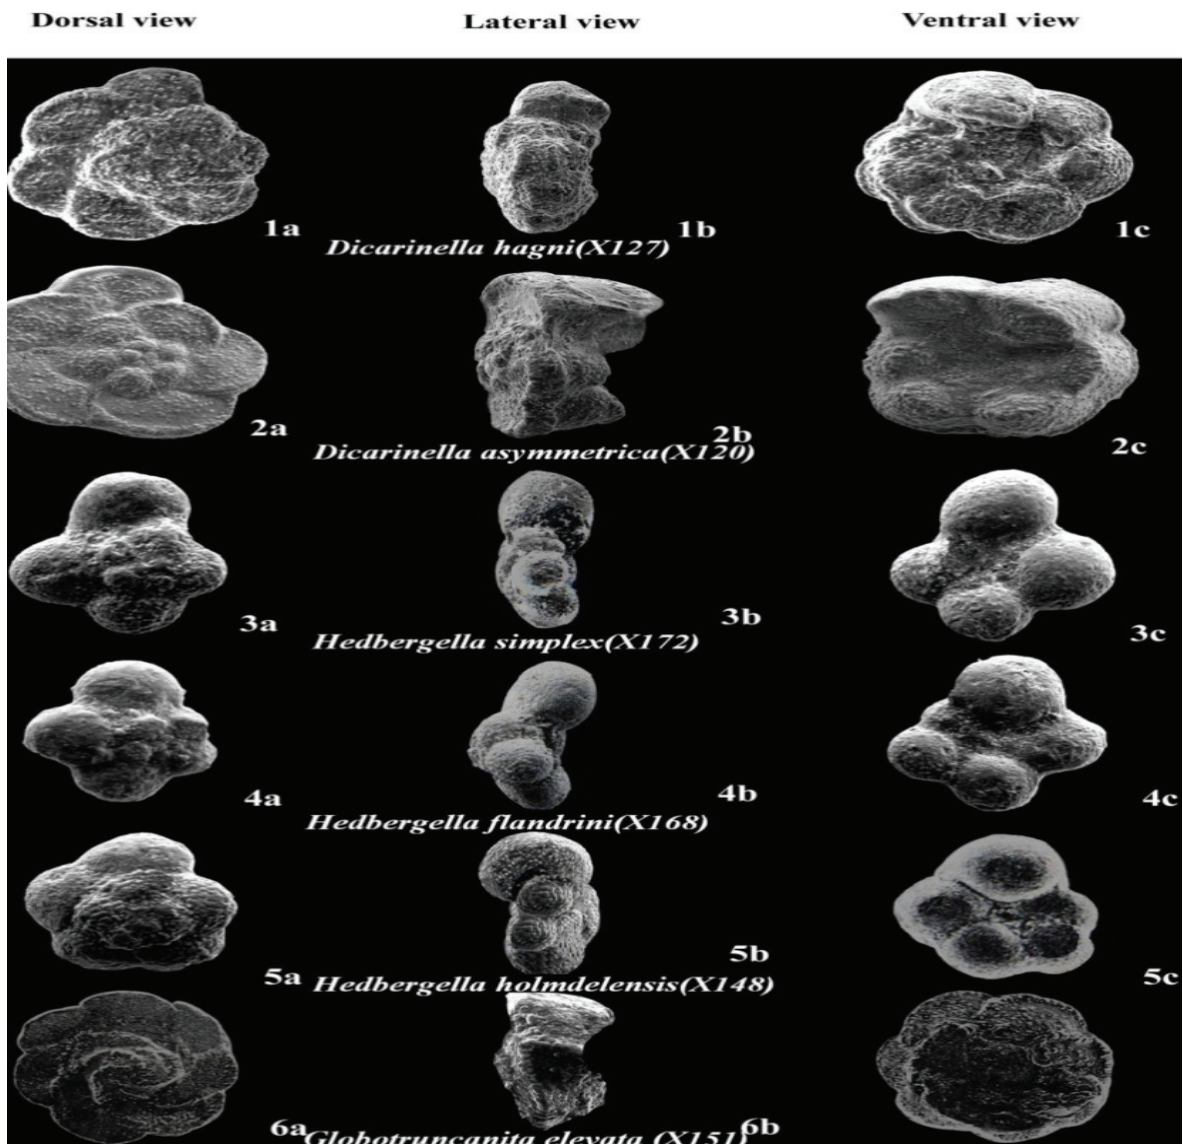 Dorsal view Lateral view Ventral view
1a 1b 1c
Dicarinella hagni(X127)
2a 2b 2c
Dicarinella asymmetrica(X120)
3a 3b 3c
Hedbergella simplex(X172)
4a 4b 4c
Hedbergella flandrini(X168)
5a 5b 5c
Hedbergella holmdelensis(X148)
6a 6b
Globotruncanita elevata (X151)